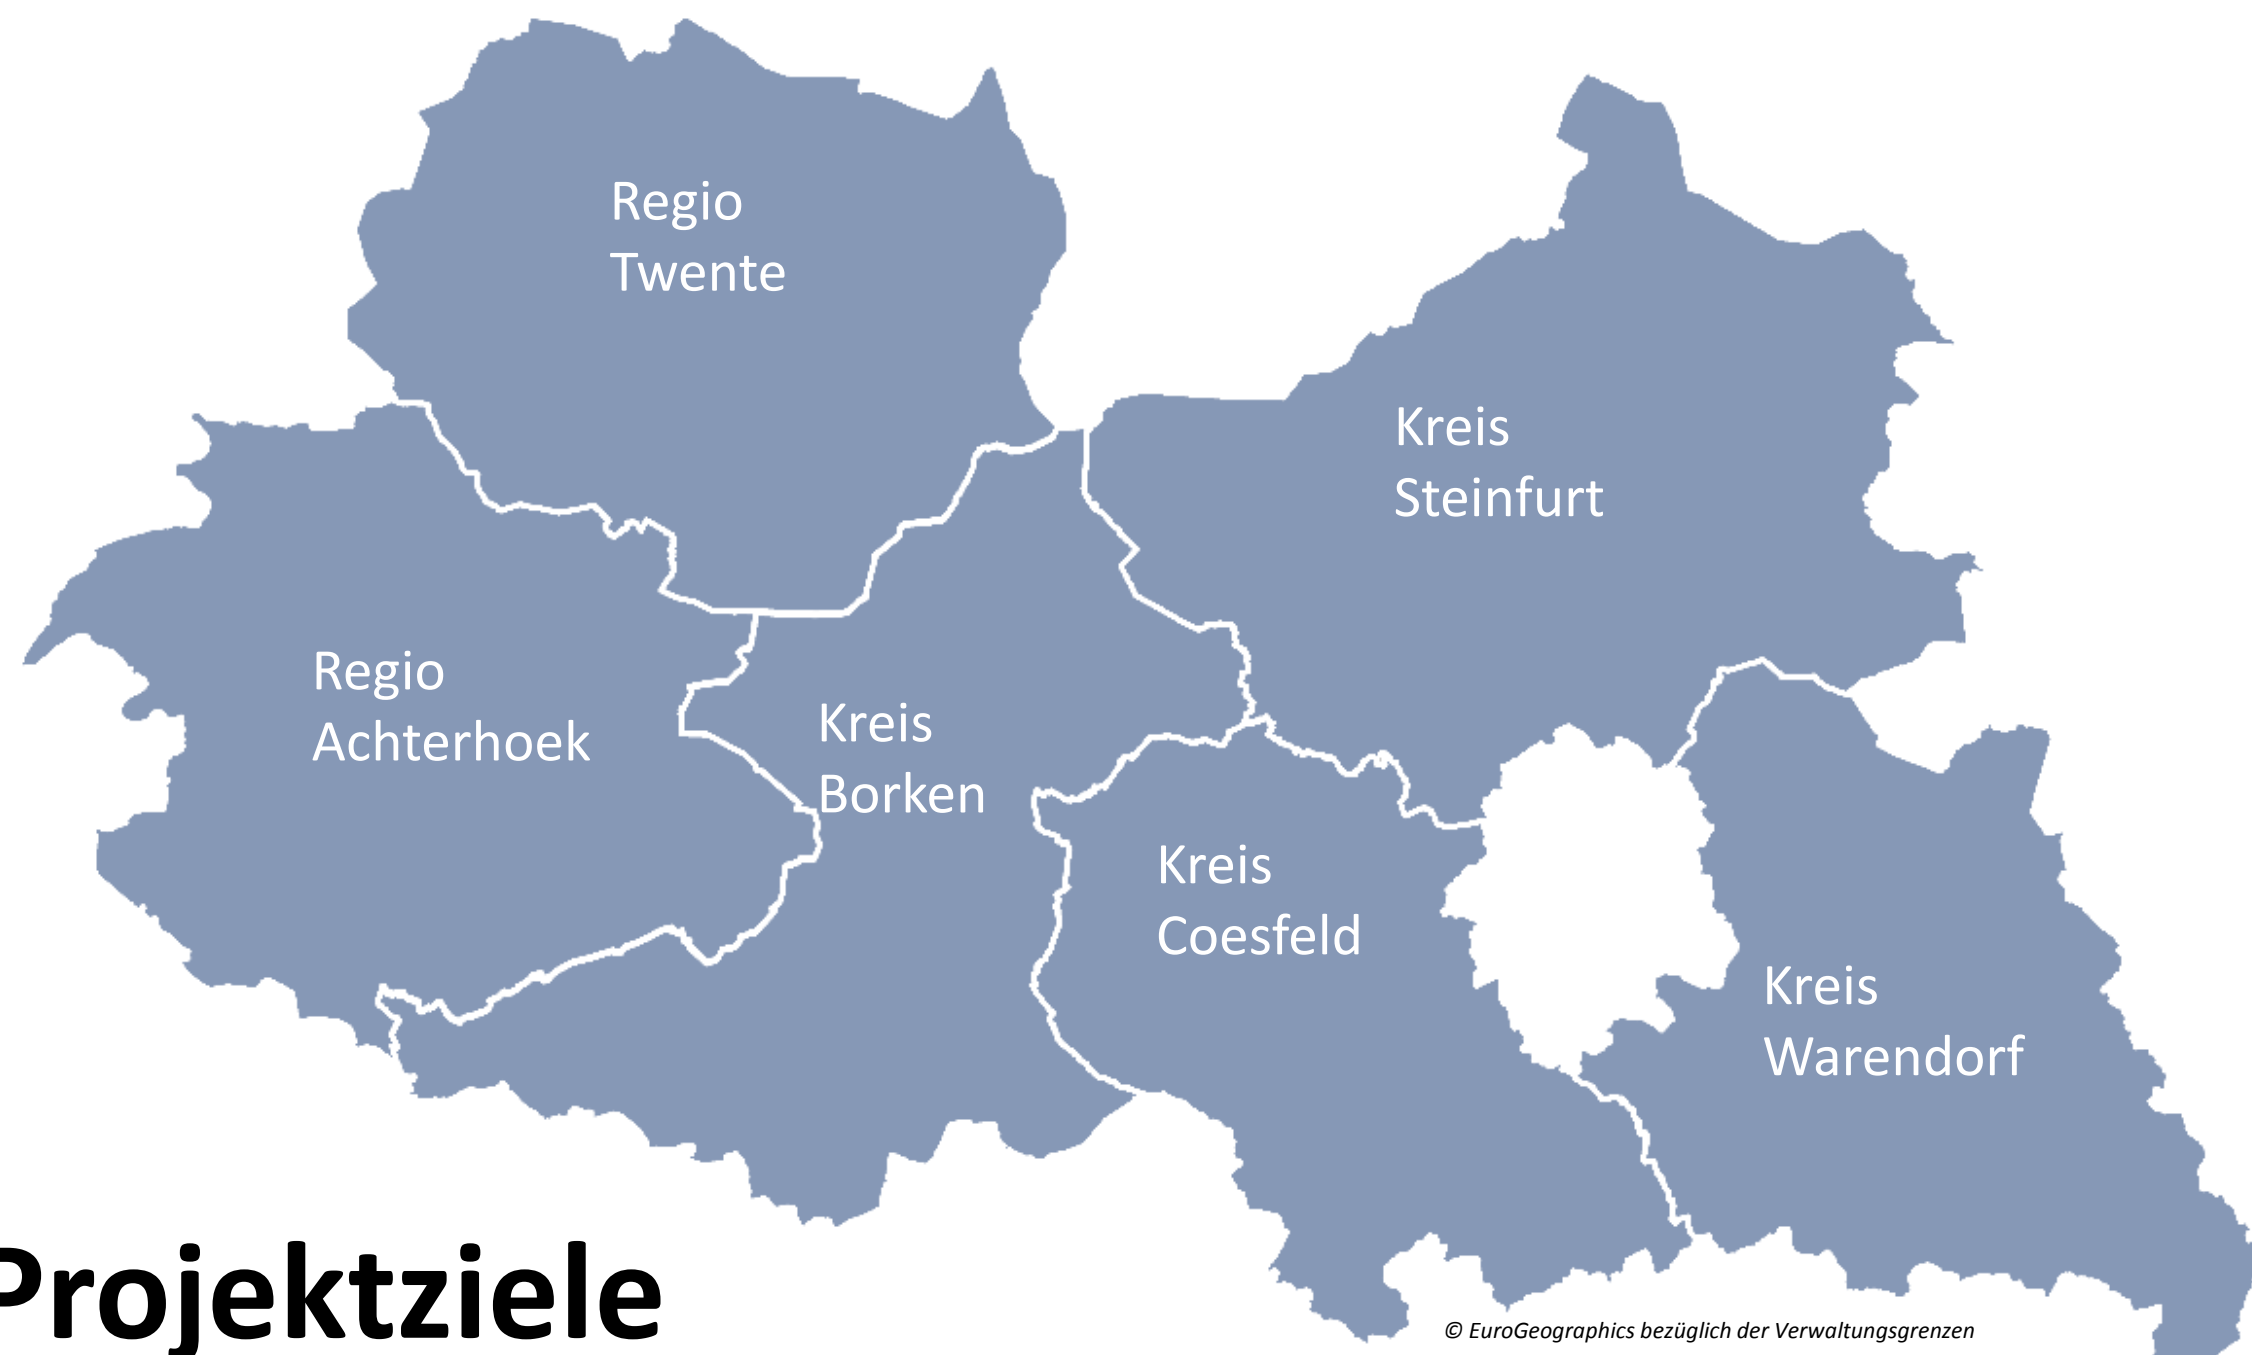 Regio
Twente
Kreis
Steinfurt
Regio
Achterhoek
Kreis
Borken
Kreis
Coesfeld
Kreis
Warendorf
Projektziele
© EuroGeographics bezüglich der Verwaltungsgrenzen